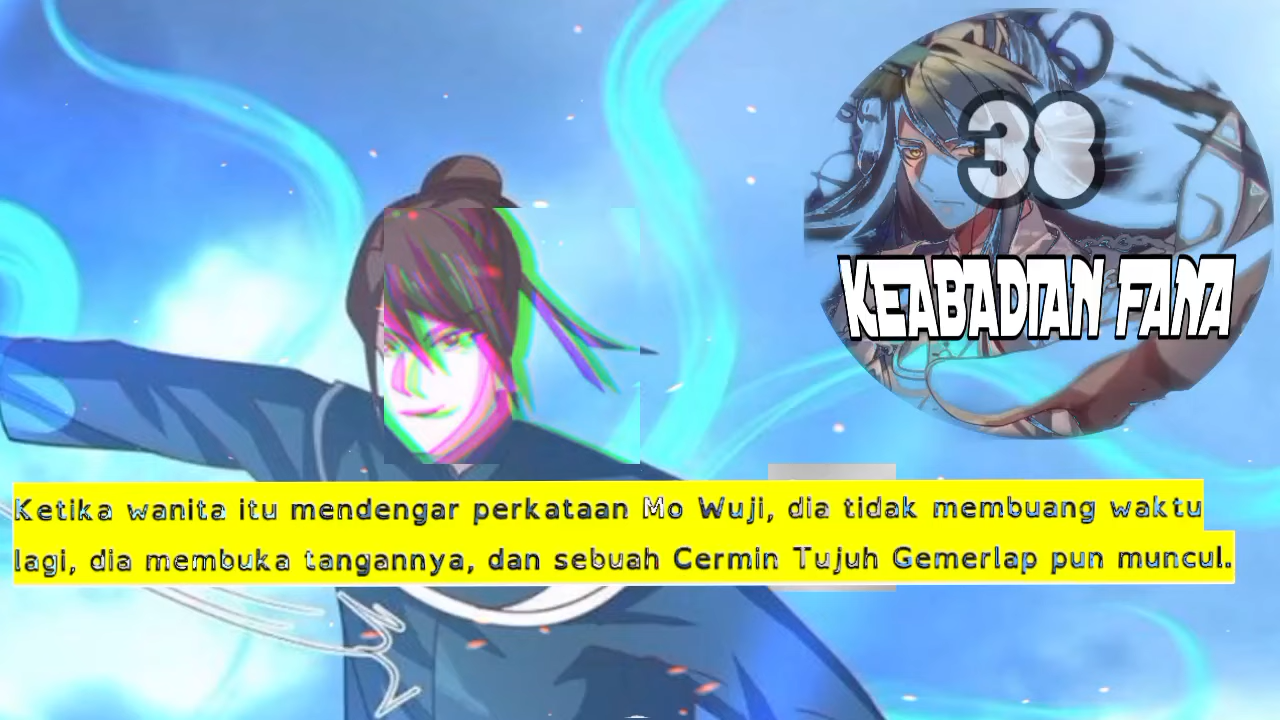 38
KEABADIAN FANA
Ketika wanita itu mendengar perkataan Mo Wuji, dia tidak membuang waktu
lagi, dia membuka tangannya, dan sebuah Cermin Tujuh Gemerlap pun muncul.